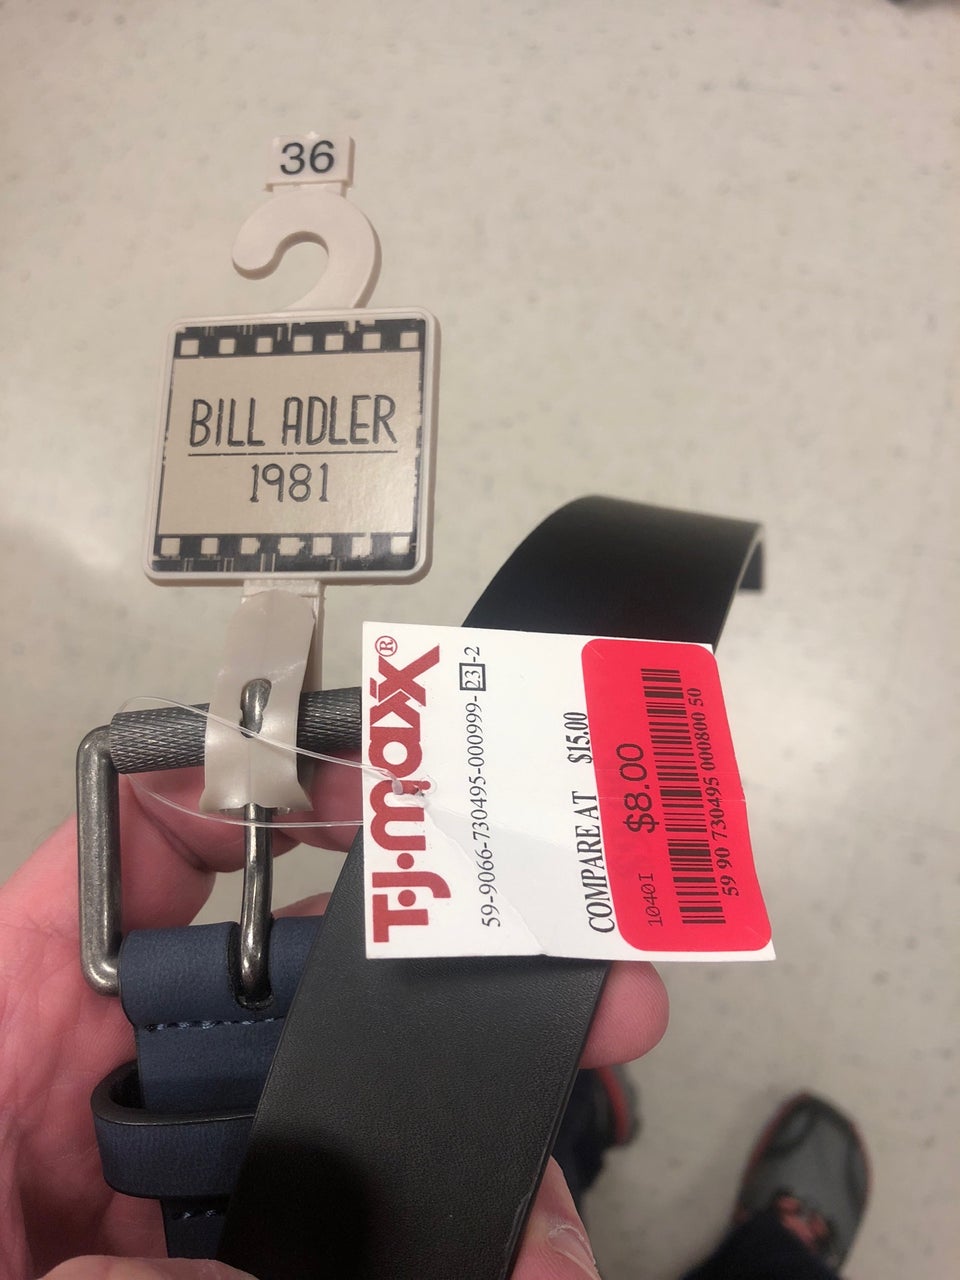 36
BILL ADLER
1981
T·J·maxx®
59-9066-730495-000999-23-2
COMPARE AT $15.00
10401 $8.00
59 90 730495 000800 50